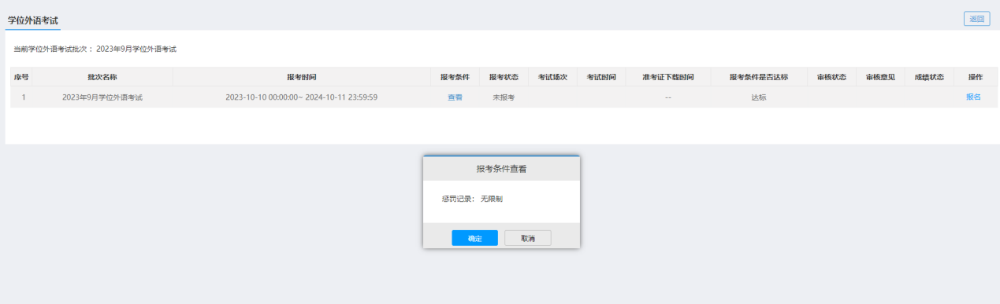 学位外语考试
返回
当前学位外语考试批次 ：2023年9月学位外语考试
序号 批次名称 报考时间 报考条件 报考状态 考试场次 考试时间 准考证下载时间 报考条件是否达标 审核状态 审核意见 成绩状态 操作
1 2023年9月学位外语考试 2023-10-10 00:00:00~ 2024-10-11 23:59:59 查看 未报考 -- 达标 报名
报考条件查看
惩罚记录： 无限制
确定 取消